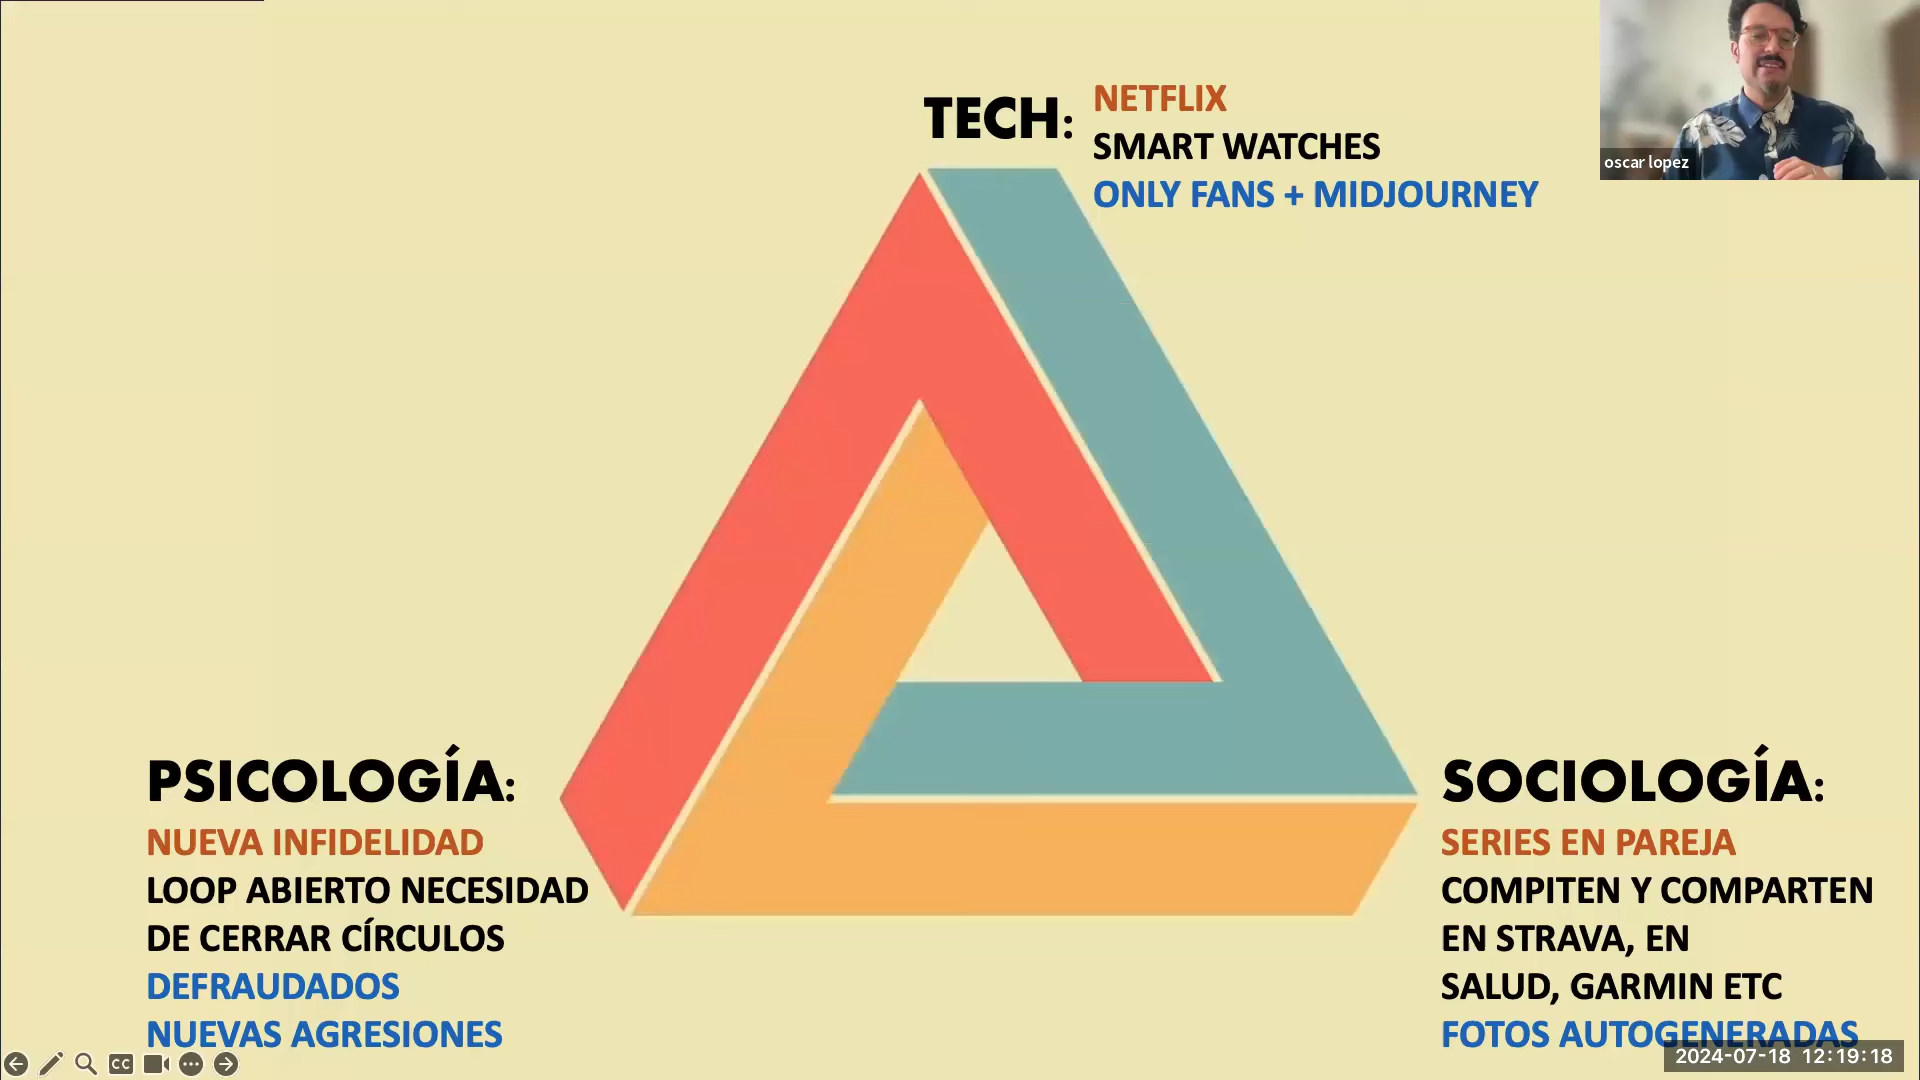 TECH:
NETFLIX
SMART WATCHES
ONLY FANS + MIDJOURNEY
oscar lopez
PSICOLOGÍA:
NUEVA INFIDELIDAD
LOOP ABIERTO NECESIDAD
DE CERRAR CÍRCULOS
DEFRAUDADOS
NUEVAS AGRESIONES
SOCIOLOGÍA:
SERIES EN PAREJA
COMPITEN Y COMPARTEN
EN STRAVA, EN
SALUD, GARMIN ETC
FOTOS AUTOGENERADAS
CC
2024-07-18 12:19:18